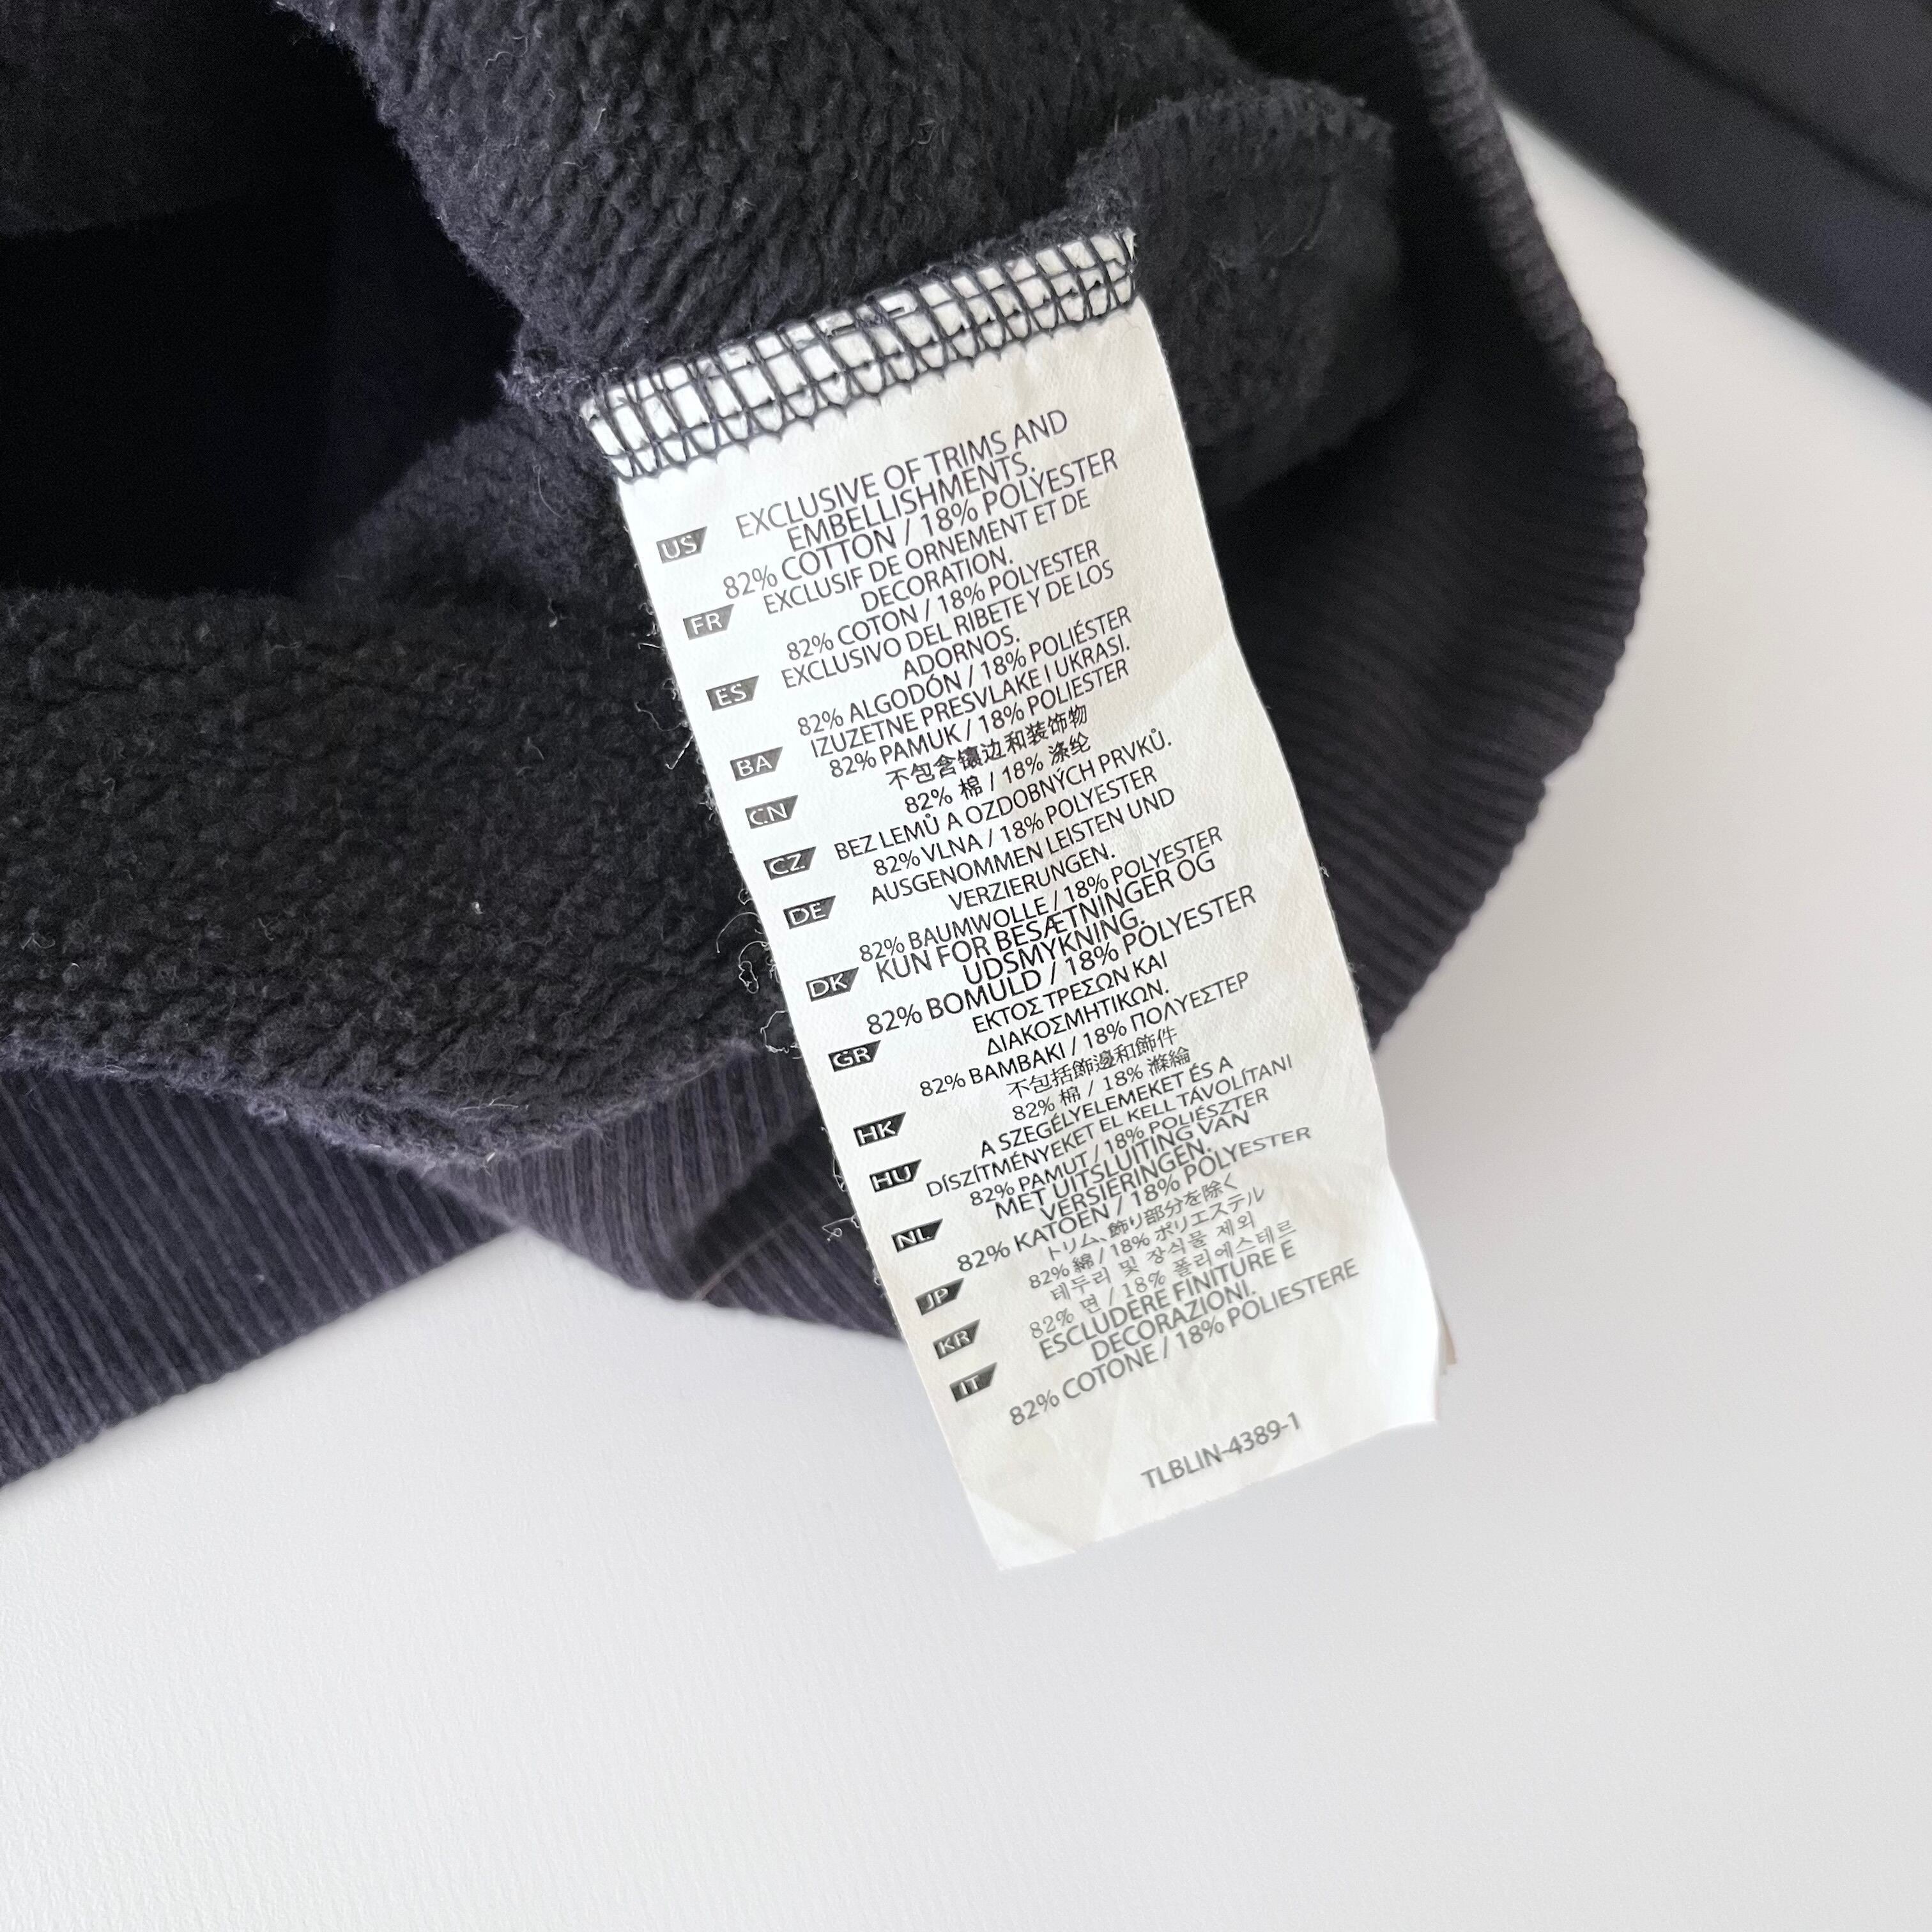 US EXCLUSIVE OF TRIMS AND
EMBELLISHMENTS.
82% COTTON / 18% POLYESTER
FR EXCLUSIF DE ORNEMENT ET DE
DECORATION.
82% COTON / 18% POLYESTER
ES EXCLUSIVO DEL RIBETE Y DE LOS
ADORNOS.
82% ALGODÓN / 18% POLIÉSTER
BA IZUZETNE PRESVLAKE I UKRASI.
82% PAMUK / 18% POLIESTER
CN 不包含镶边和装饰物
82% 棉 / 18% 涤纶
CZ BEZ LEMŮ A OZDOBNÝCH PRVKŮ.
82% VLNA / 18% POLYESTER
DE AUSGENOMMEN LEISTEN UND
VERZIERUNGEN.
82% BAUMWOLLE / 18% POLYESTER
DK KUN FOR BESÆTNINGER OG
UDSMYKNING.
82% BOMULD / 18% POLYESTER
GR ΕΚΤΟΣ ΤΡΕΣΩΝ ΚΑΙ
ΔΙΑΚΟΣΜΗΤΙΚΩΝ.
82% ΒΑΜΒΑΚΙ / 18% ΠΟΛΥΕΣΤΕΡ
HK 不包括飾邊和飾件
82% 棉 / 18% 滌綸
HU A SZEGÉLYELEMEKET ÉS A
DÍSZÍTMÉNYEKET EL KELL TÁVOLÍTANI
82% PAMUT / 18% POLIÉSZTER
NL MET UITSLUITING VAN
VERSIERINGEN.
82% KATOEN / 18% POLYESTER
JP トリム、飾り部分を除く
82% 綿 / 18% ポリエステル
KR 테두리 및 장식물 제외
82% 면 / 18% 폴리에스테르
IT ESCLUDERE FINITURE E
DECORAZIONI.
82% COTONE / 18% POLIESTERE
TLBLIN-4389-1